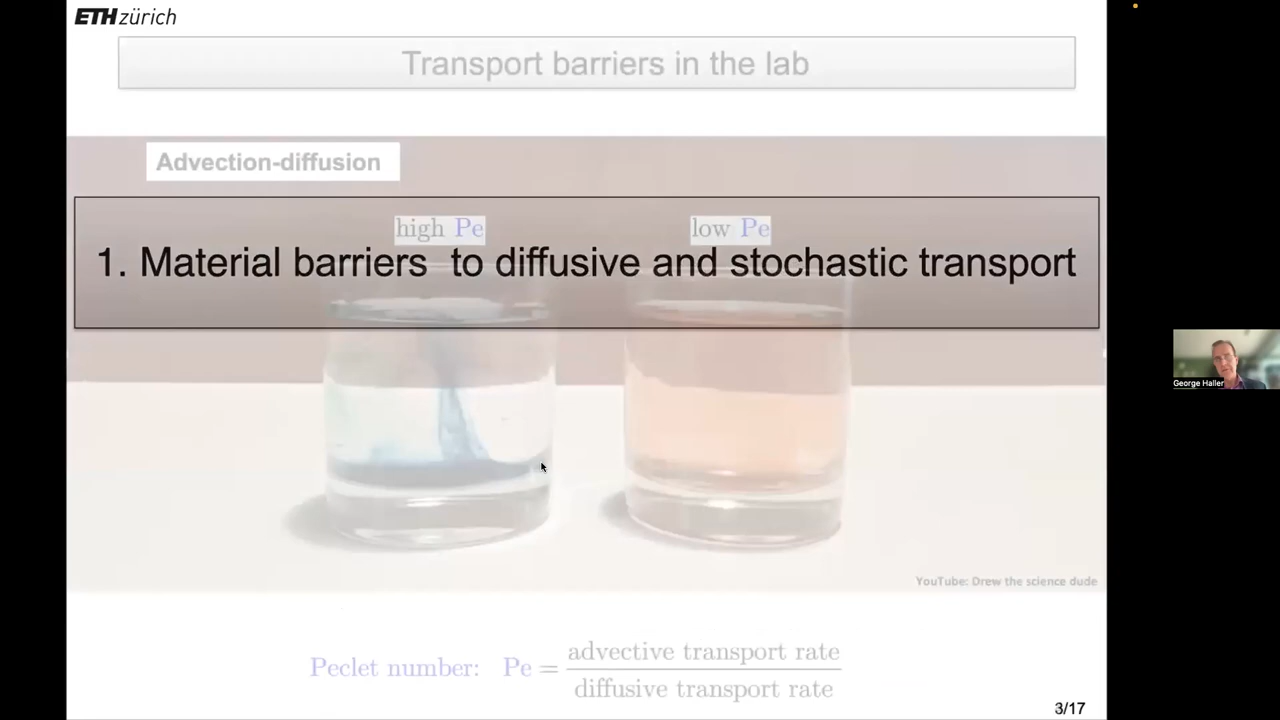 ETH zürich
Transport barriers in the lab
Advection-diffusion
high Pe
low Pe
1. Material barriers to diffusive and stochastic transport
George Haller
YouTube: Drew the science dude
Peclet number: Pe = advective transport rate
diffusive transport rate
3/17